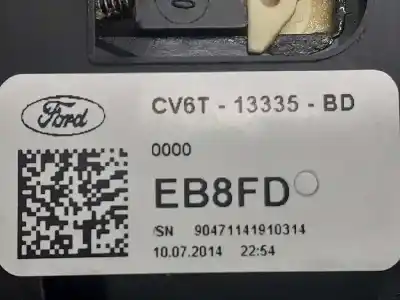 Ford
CV6T - 13335 - BD
0000
EB8FD
SN 90471141910314
10.07.2014 22:54